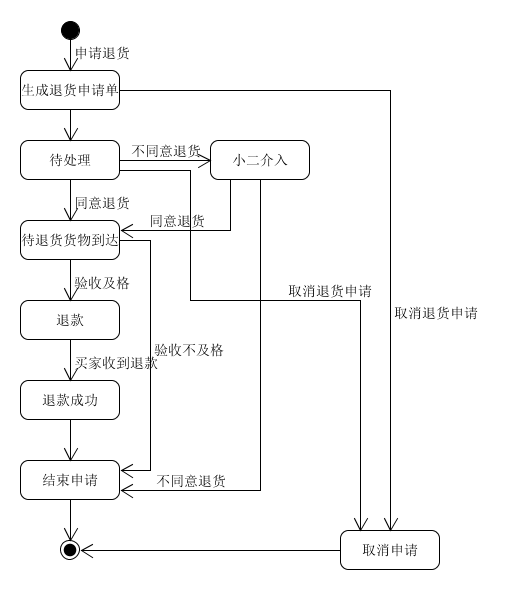 申请退货
生成退货申请单
不同意退货
待处理
小二介入
同意退货
同意退货
待退货货物到达
验收及格
取消退货申请
取消退货申请
退款
验收不及格
买家收到退款
退款成功
结束申请
不同意退货
取消申请